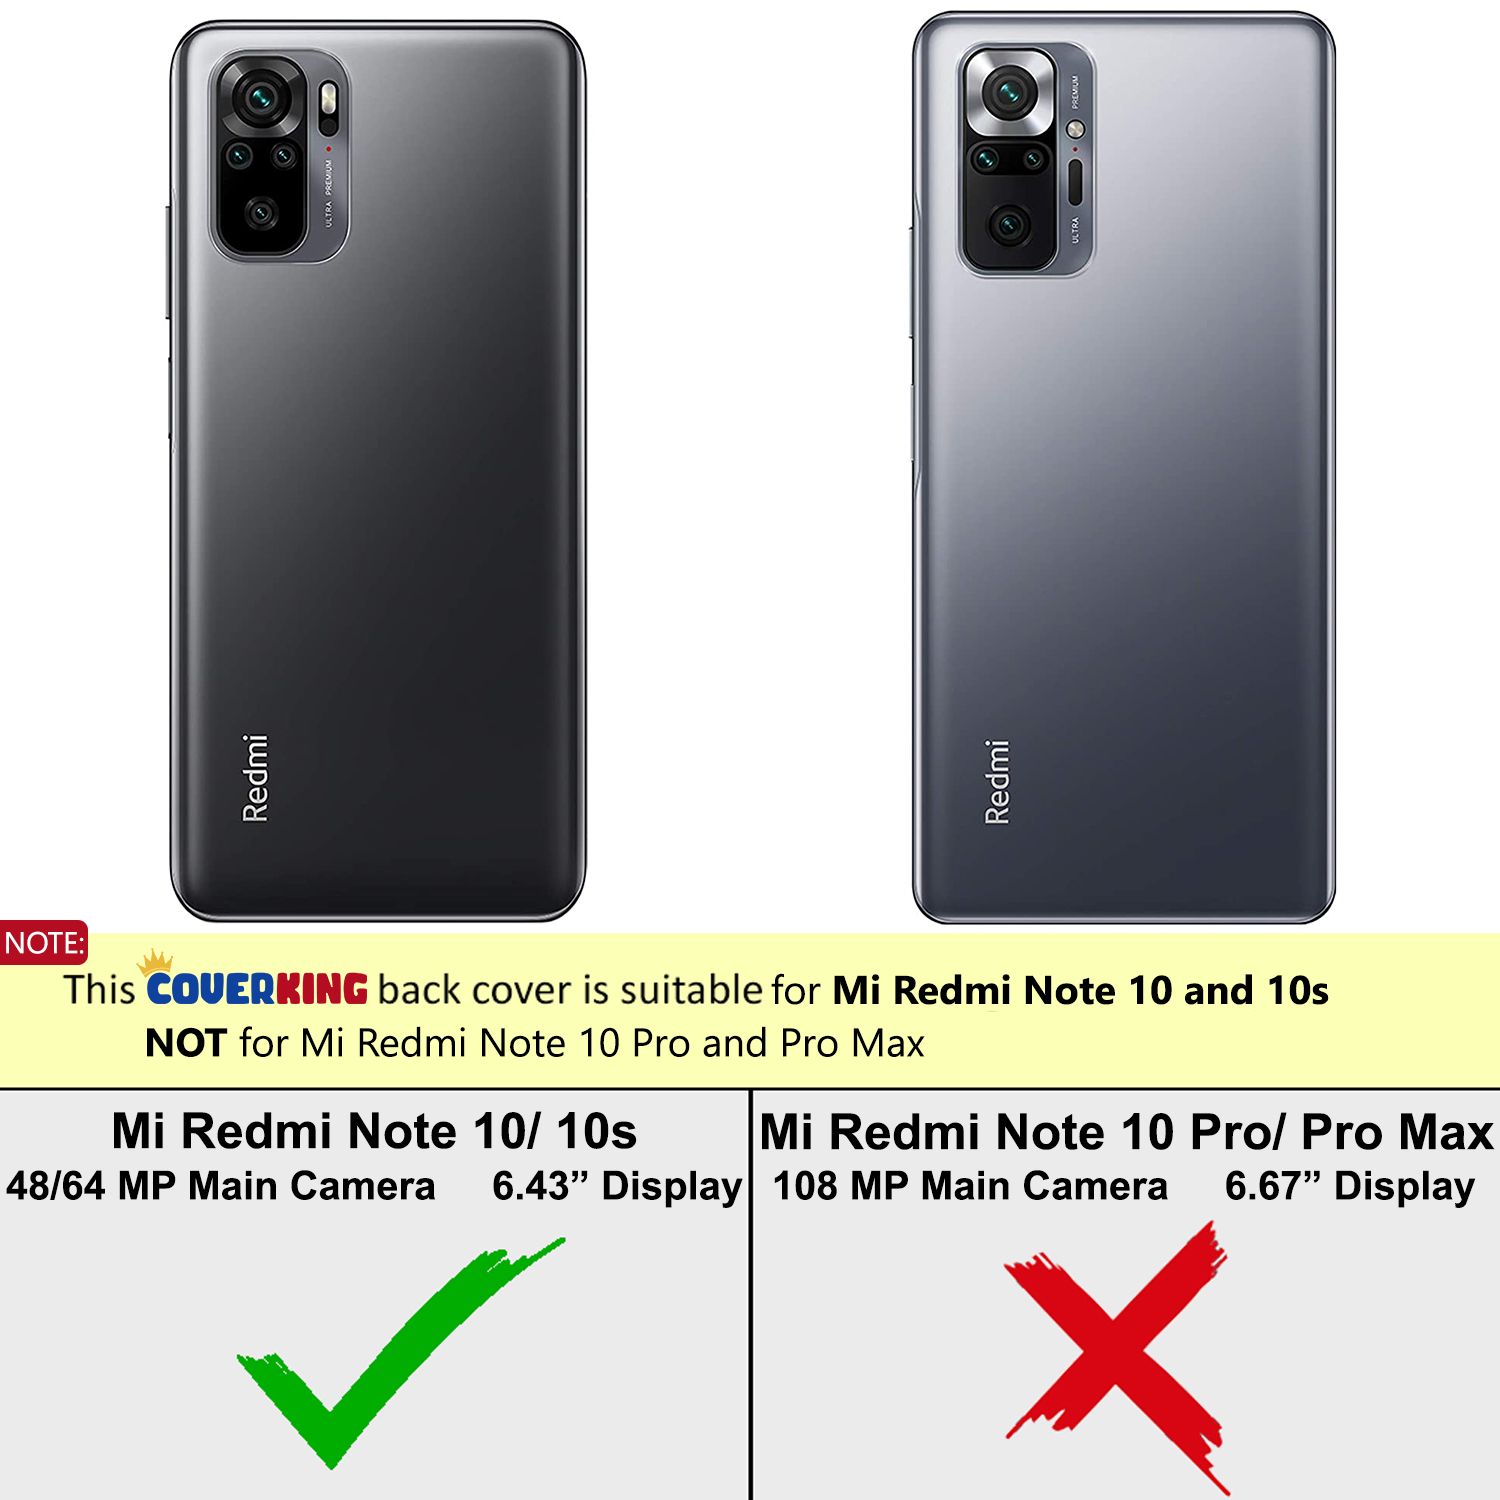 ULTRA PREMIUM
Redmi
ULTRA PREMIUM
Redmi
NOTE:
This COVERKING back cover is suitable for Mi Redmi Note 10 and 10s
NOT for Mi Redmi Note 10 Pro and Pro Max
Mi Redmi Note 10/ 10s
48/64 MP Main Camera 6.43” Display
Mi Redmi Note 10 Pro/ Pro Max
108 MP Main Camera 6.67” Display